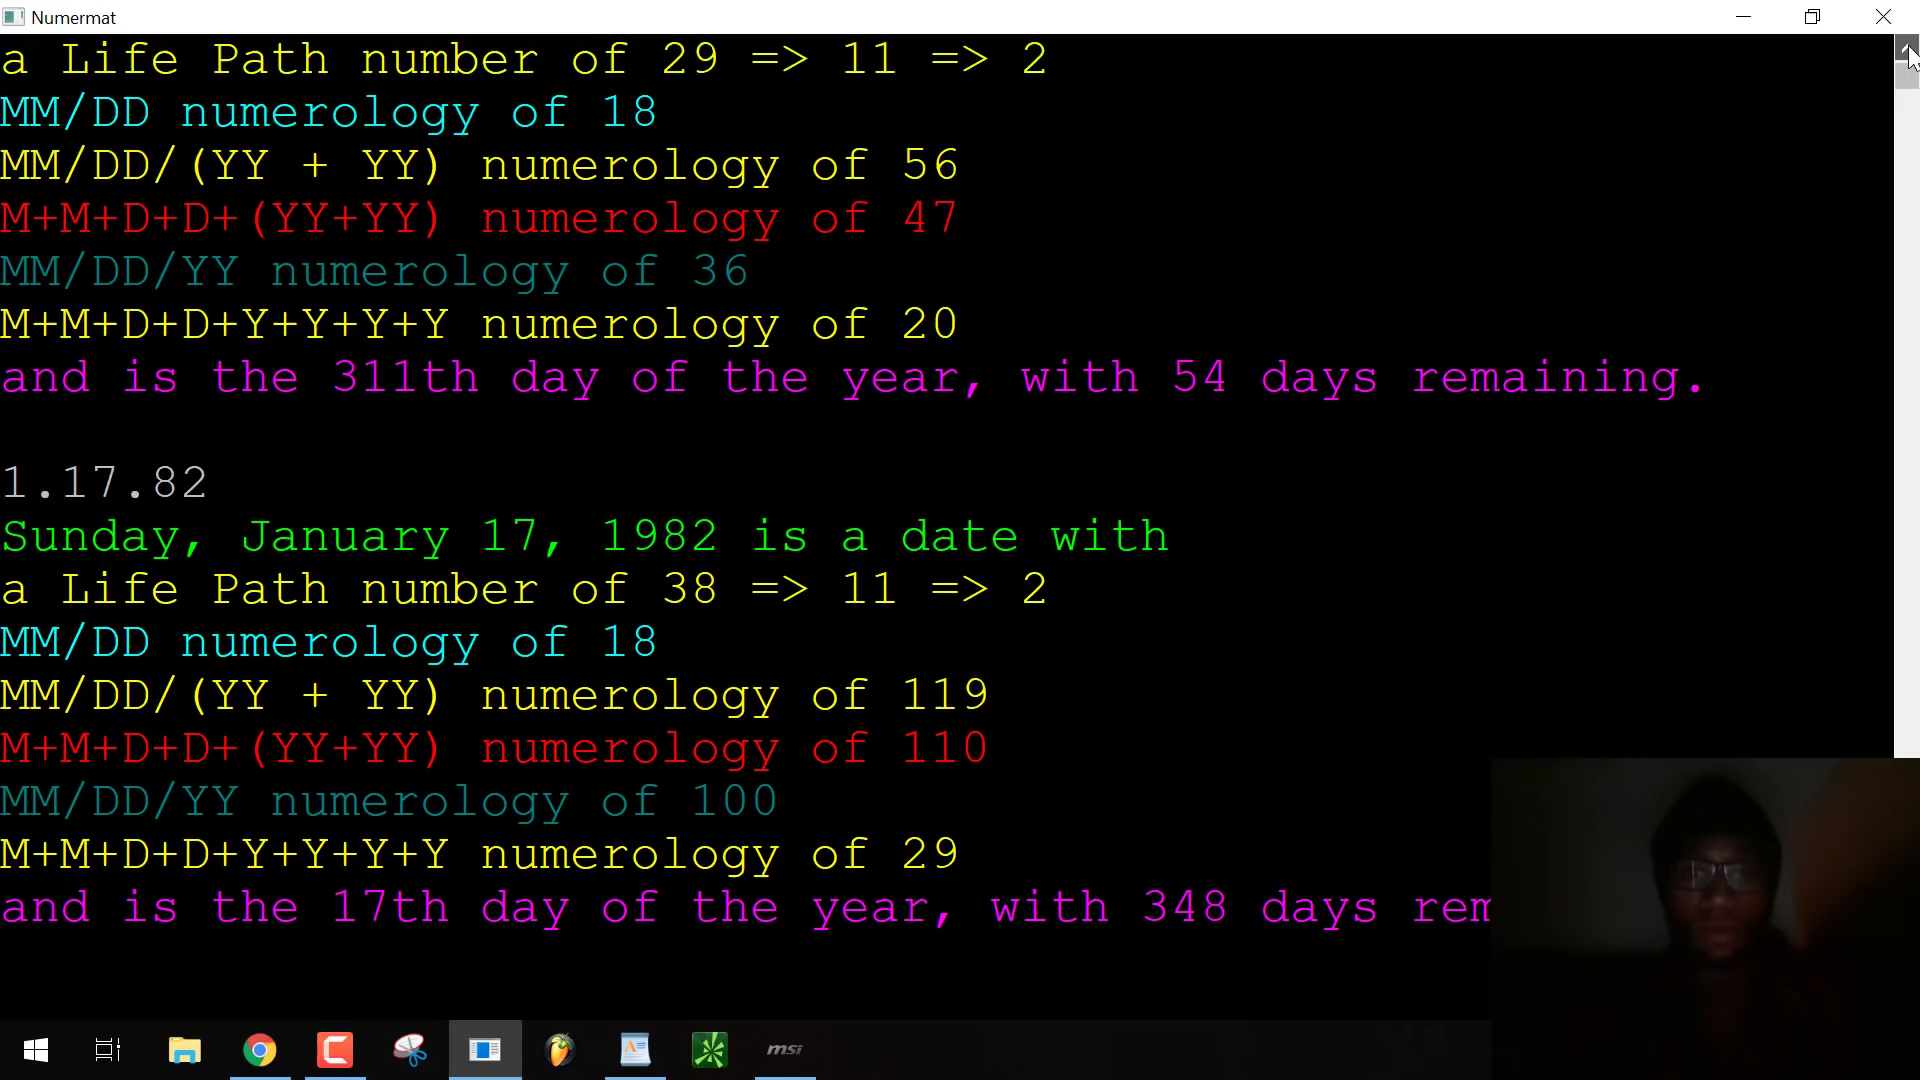 Numermat
a Life Path number of 29 => 11 => 2
MM/DD numerology of 18
MM/DD/(YY + YY) numerology of 56
M+M+D+D+(YY+YY) numerology of 47
MM/DD/YY numerology of 36
M+M+D+D+Y+Y+Y+Y numerology of 20
and is the 311th day of the year, with 54 days remaining.
1.17.82
Sunday, January 17, 1982 is a date with
a Life Path number of 38 => 11 => 2
MM/DD numerology of 18
MM/DD/(YY + YY) numerology of 119
M+M+D+D+(YY+YY) numerology of 110
MM/DD/YY numerology of 100
M+M+D+D+Y+Y+Y+Y numerology of 29
and is the 17th day of the year, with 348 days rem
msi